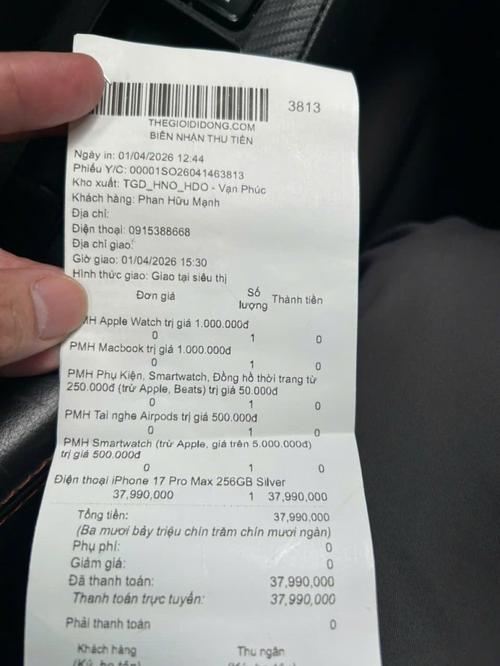 3813
THEGIOIDIDONG.COM
BIÊN NHẬN THU TIỀN
Ngày in: 01/04/2026 12:44
Phiếu Y/C: 00001SO26041463813
Kho xuất: TGD_HNO_HDO - Vạn Phúc
Khách hàng: Phan Hữu Mạnh
Địa chỉ:
Điện thoại: 0915388668
Địa chỉ giao:
Giờ giao: 01/04/2026 15:30
Hình thức giao: Giao tại siêu thị
Đơn giá Số lượng Thành tiền
PMH Apple Watch trị giá 1.000.000đ
0 1 0
PMH Macbook trị giá 1.000.000đ
0 1 0
PMH Phụ Kiện, Smartwatch, Đồng hồ thời trang từ
250.000đ (trừ Apple, Beats) trị giá 50.000đ
0 1 0
PMH Tai nghe Airpods trị giá 500.000đ
0 1 0
PMH Smartwatch (trừ Apple, giá trên 5.000.000đ)
trị giá 500.000đ
0 1 0
Điện thoại iPhone 17 Pro Max 256GB Silver
37,990,000 1 37,990,000
Tổng tiền: 37,990,000
(Ba mươi bảy triệu chín trăm chín mươi ngàn)
Phụ phí: 0
Giảm giá: 0
Đã thanh toán: 37,990,000
Thanh toán trực tuyến: 37,990,000
Phải thanh toán 0
Khách hàng Thu ngân